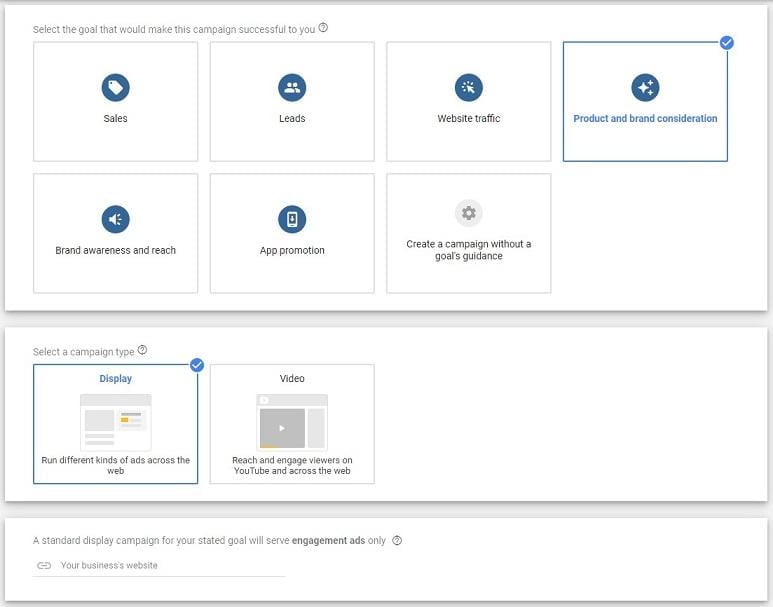 Select the goal that would make this campaign successful to you
Sales
Leads
Website traffic
Product and brand consideration
Brand awareness and reach
App promotion
Create a campaign without a
goal's guidance
Select a campaign type
Display
Run different kinds of ads across the
web
Video
Reach and engage viewers on
YouTube and across the web
A standard display campaign for your stated goal will serve engagement ads only
Your business's website